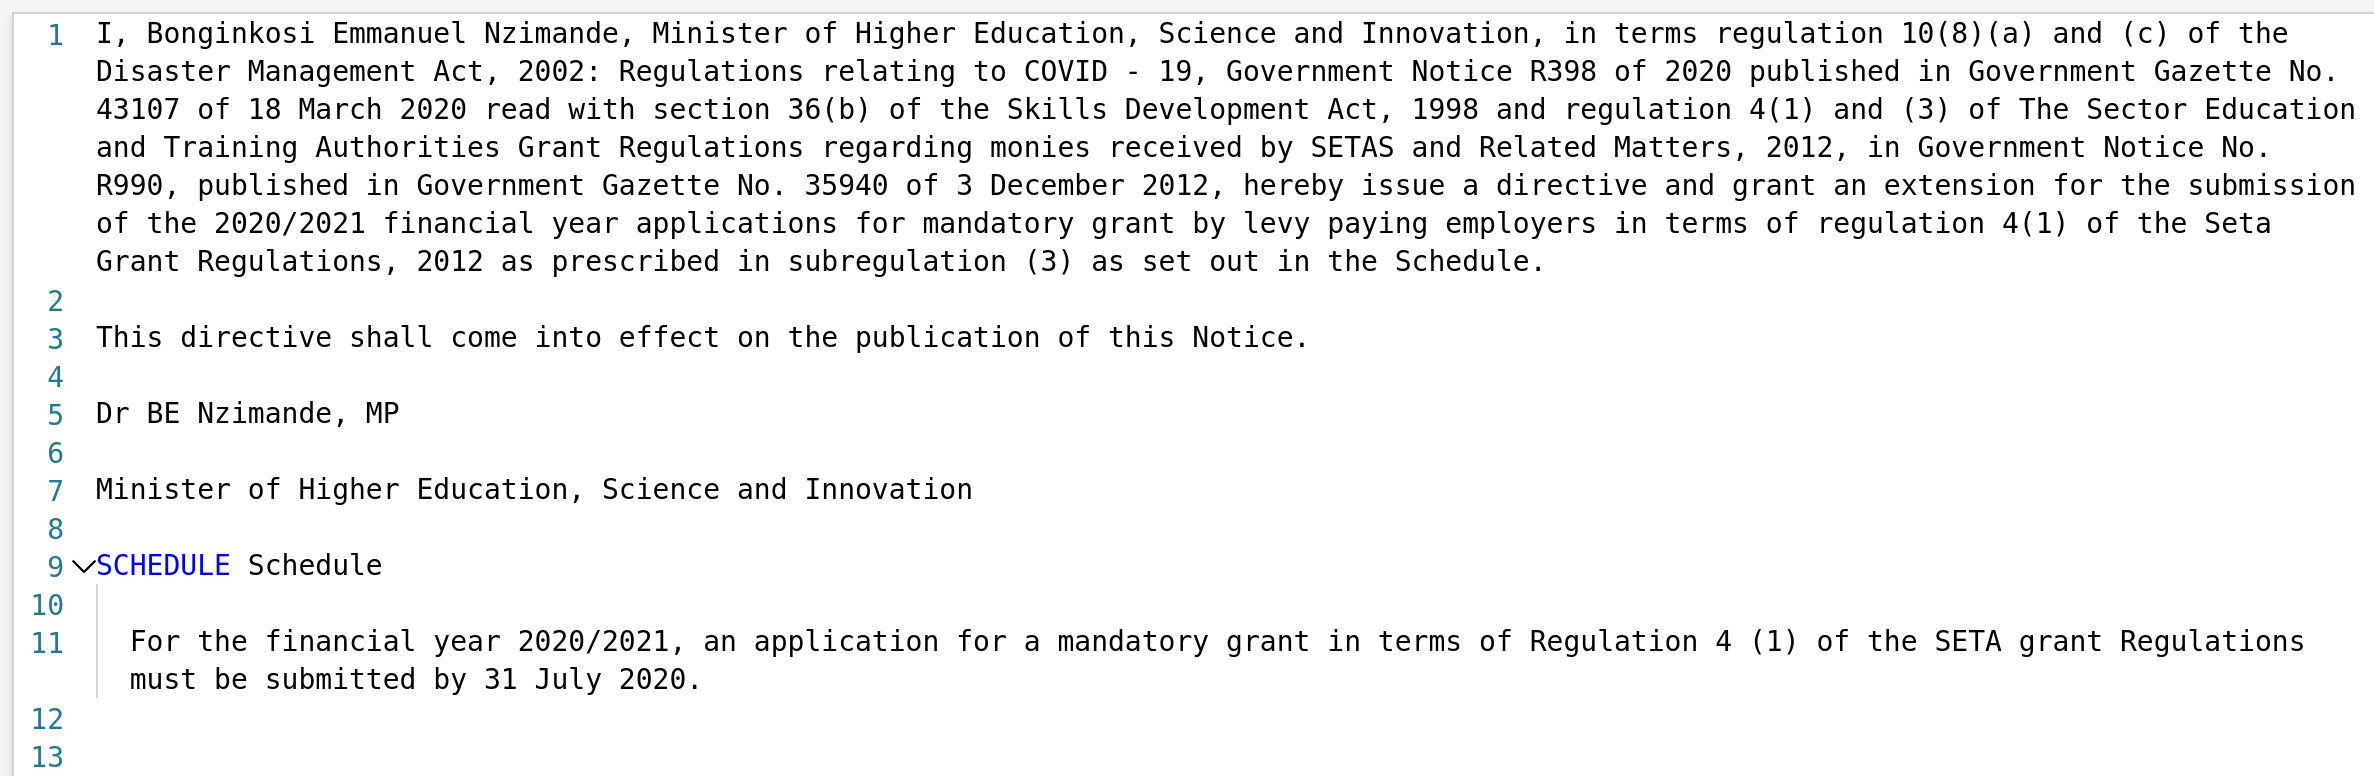 1 I, Bonginkosi Emmanuel Nzimande, Minister of Higher Education, Science and Innovation, in terms regulation 10(8)(a) and (c) of the
Disaster Management Act, 2002: Regulations relating to COVID - 19, Government Notice R398 of 2020 published in Government Gazette No.
43107 of 18 March 2020 read with section 36(b) of the Skills Development Act, 1998 and regulation 4(1) and (3) of The Sector Education
and Training Authorities Grant Regulations regarding monies received by SETAS and Related Matters, 2012, in Government Notice No.
R990, published in Government Gazette No. 35940 of 3 December 2012, hereby issue a directive and grant an extension for the submission
of the 2020/2021 financial year applications for mandatory grant by levy paying employers in terms of regulation 4(1) of the Seta
Grant Regulations, 2012 as prescribed in subregulation (3) as set out in the Schedule.
2
3 This directive shall come into effect on the publication of this Notice.
4
5 Dr BE Nzimande, MP
6
7 Minister of Higher Education, Science and Innovation
8
9 SCHEDULE Schedule
10
11 For the financial year 2020/2021, an application for a mandatory grant in terms of Regulation 4 (1) of the SETA grant Regulations
must be submitted by 31 July 2020.
12
13